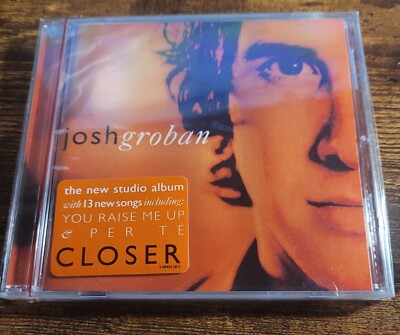 joshgroban
the new studio album
with 13 new songs including:
YOU RAISE ME UP
& PER TE
CLOSER